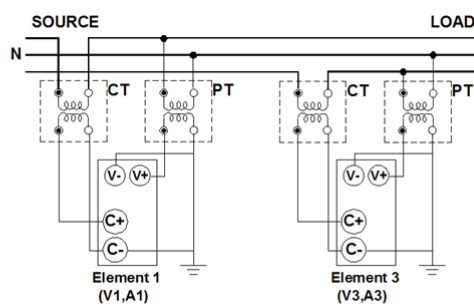 SOURCE LOAD
N
CT PT CT PT
V- V+ V- V+
C+ C+
C- C-
Element 1 Element 3
(V1,A1) (V3,A3)